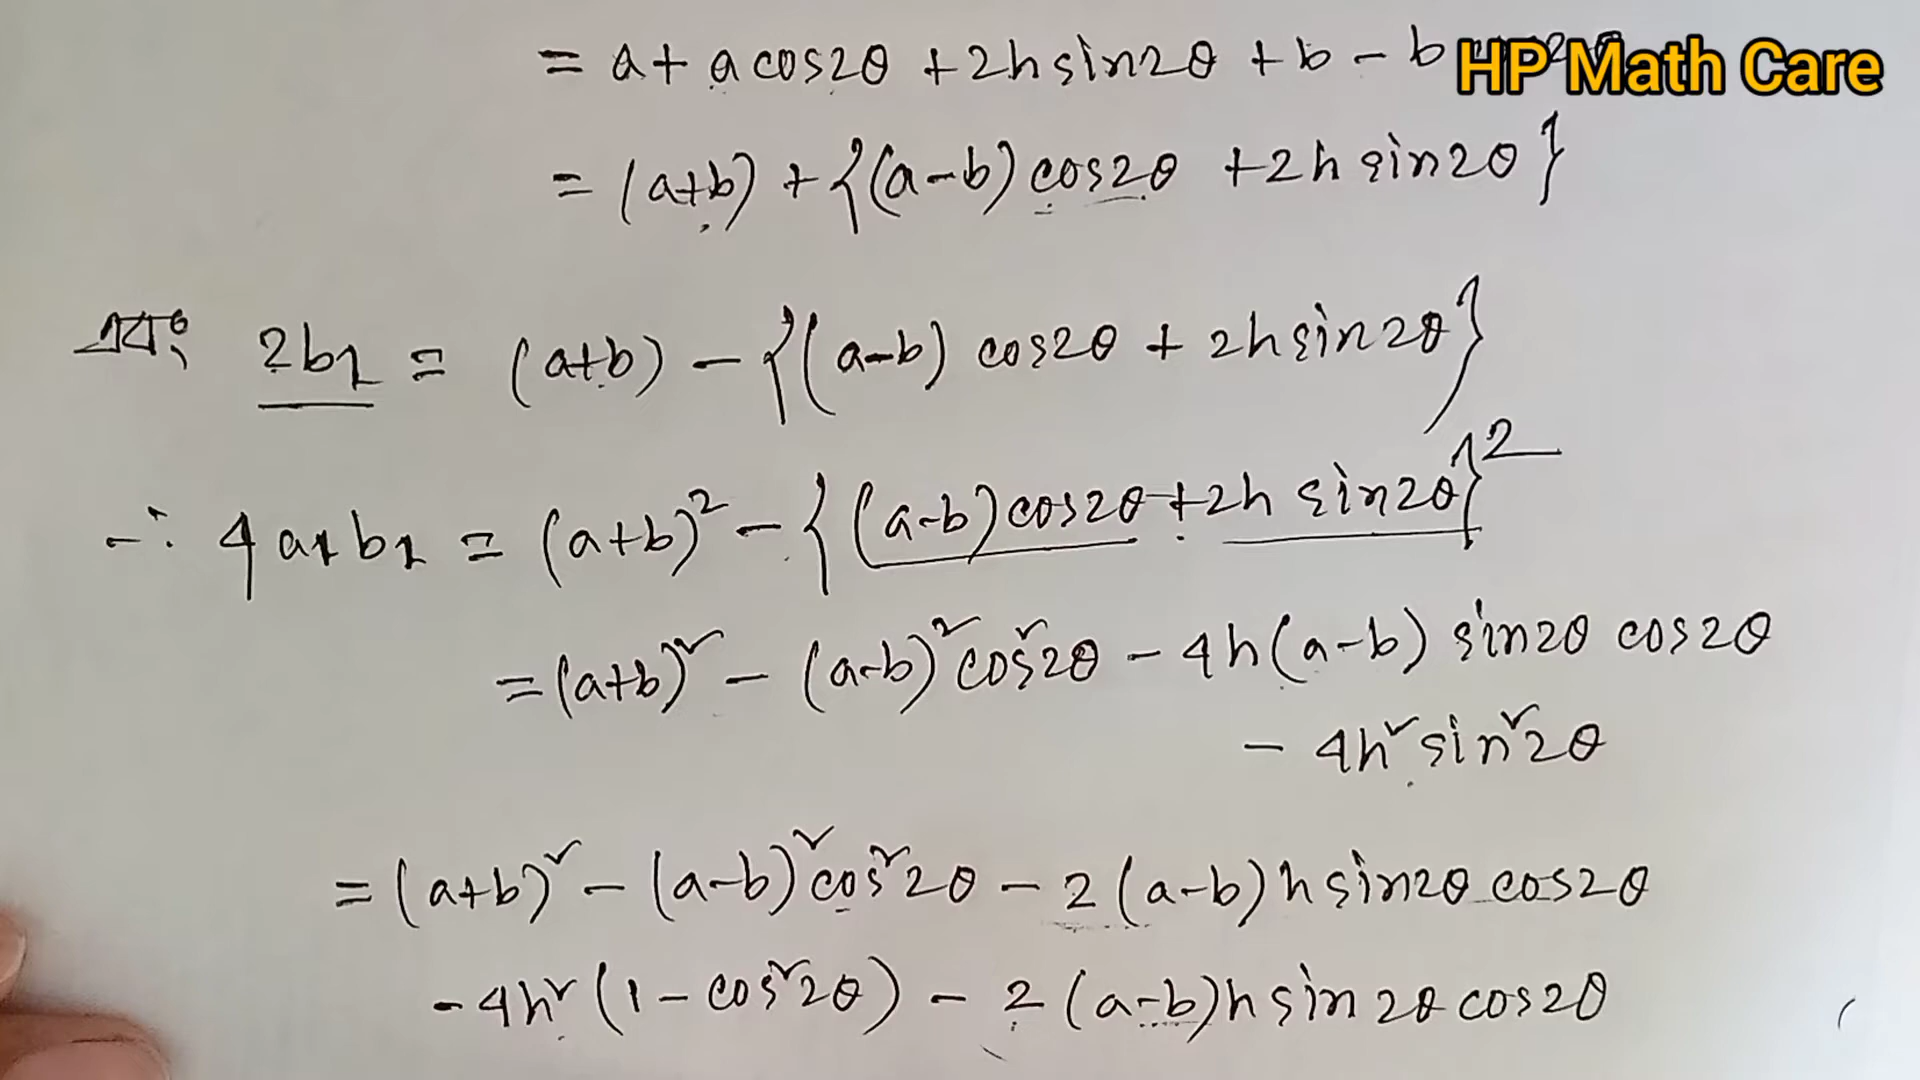 = a + a cos2θ + 2h sin2θ + b - b
HP Math Care
= (a+b) + {(a-b) cos2θ + 2h sin2θ}
এবং 2b₁ = (a+b) - {(a-b) cos2θ + 2h sin2θ}
∴ 4a₁b₁ = (a+b)² - {(a-b) cos2θ + 2h sin2θ}²
= (a+b)² - (a-b)² cos²2θ - 4h(a-b) sin2θ cos2θ
- 4h² sin²2θ
= (a+b)² - (a-b)² cos²2θ - 2(a-b) h sin2θ cos2θ
- 4h² (1 - cos²2θ) - 2(a-b) h sin2θ cos2θ